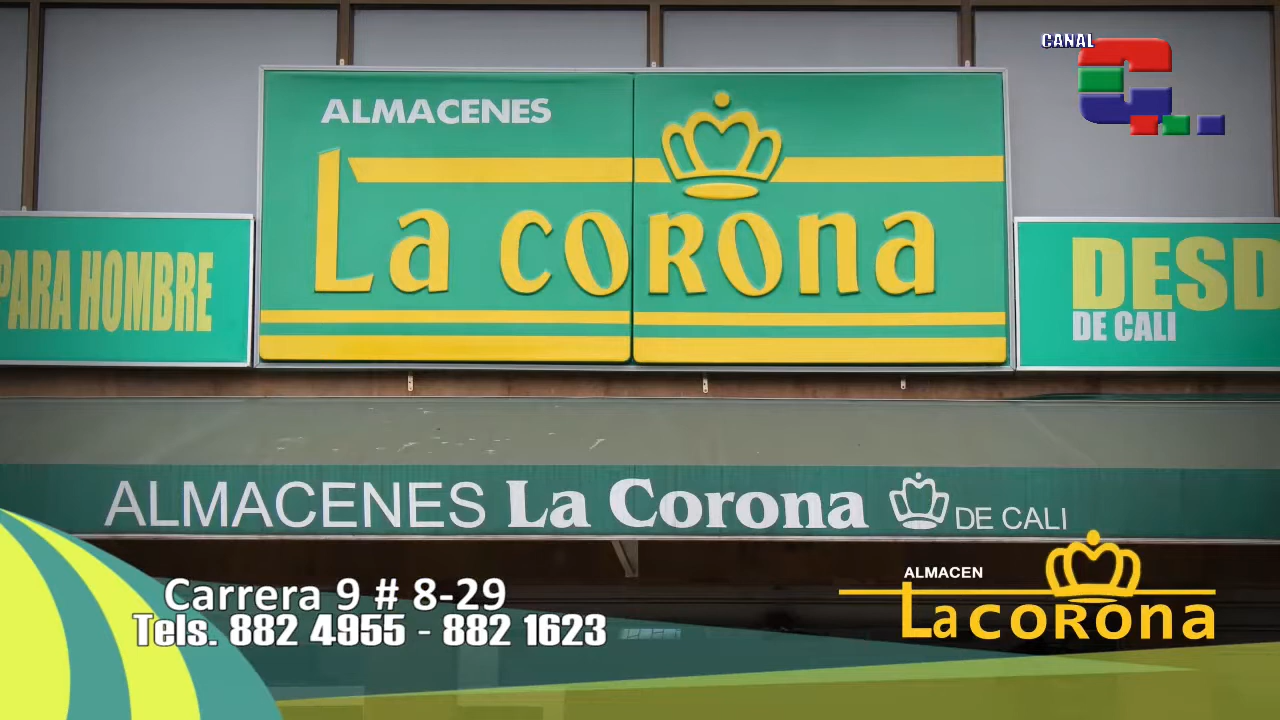 CANAL
ALMACENES
La corona
PARA HOMBRE
DESD
DE CALI
ALMACENES La Corona DE CALI
ALMACEN
La corona
Carrera 9 # 8-29
Tels. 882 4955 - 882 1623